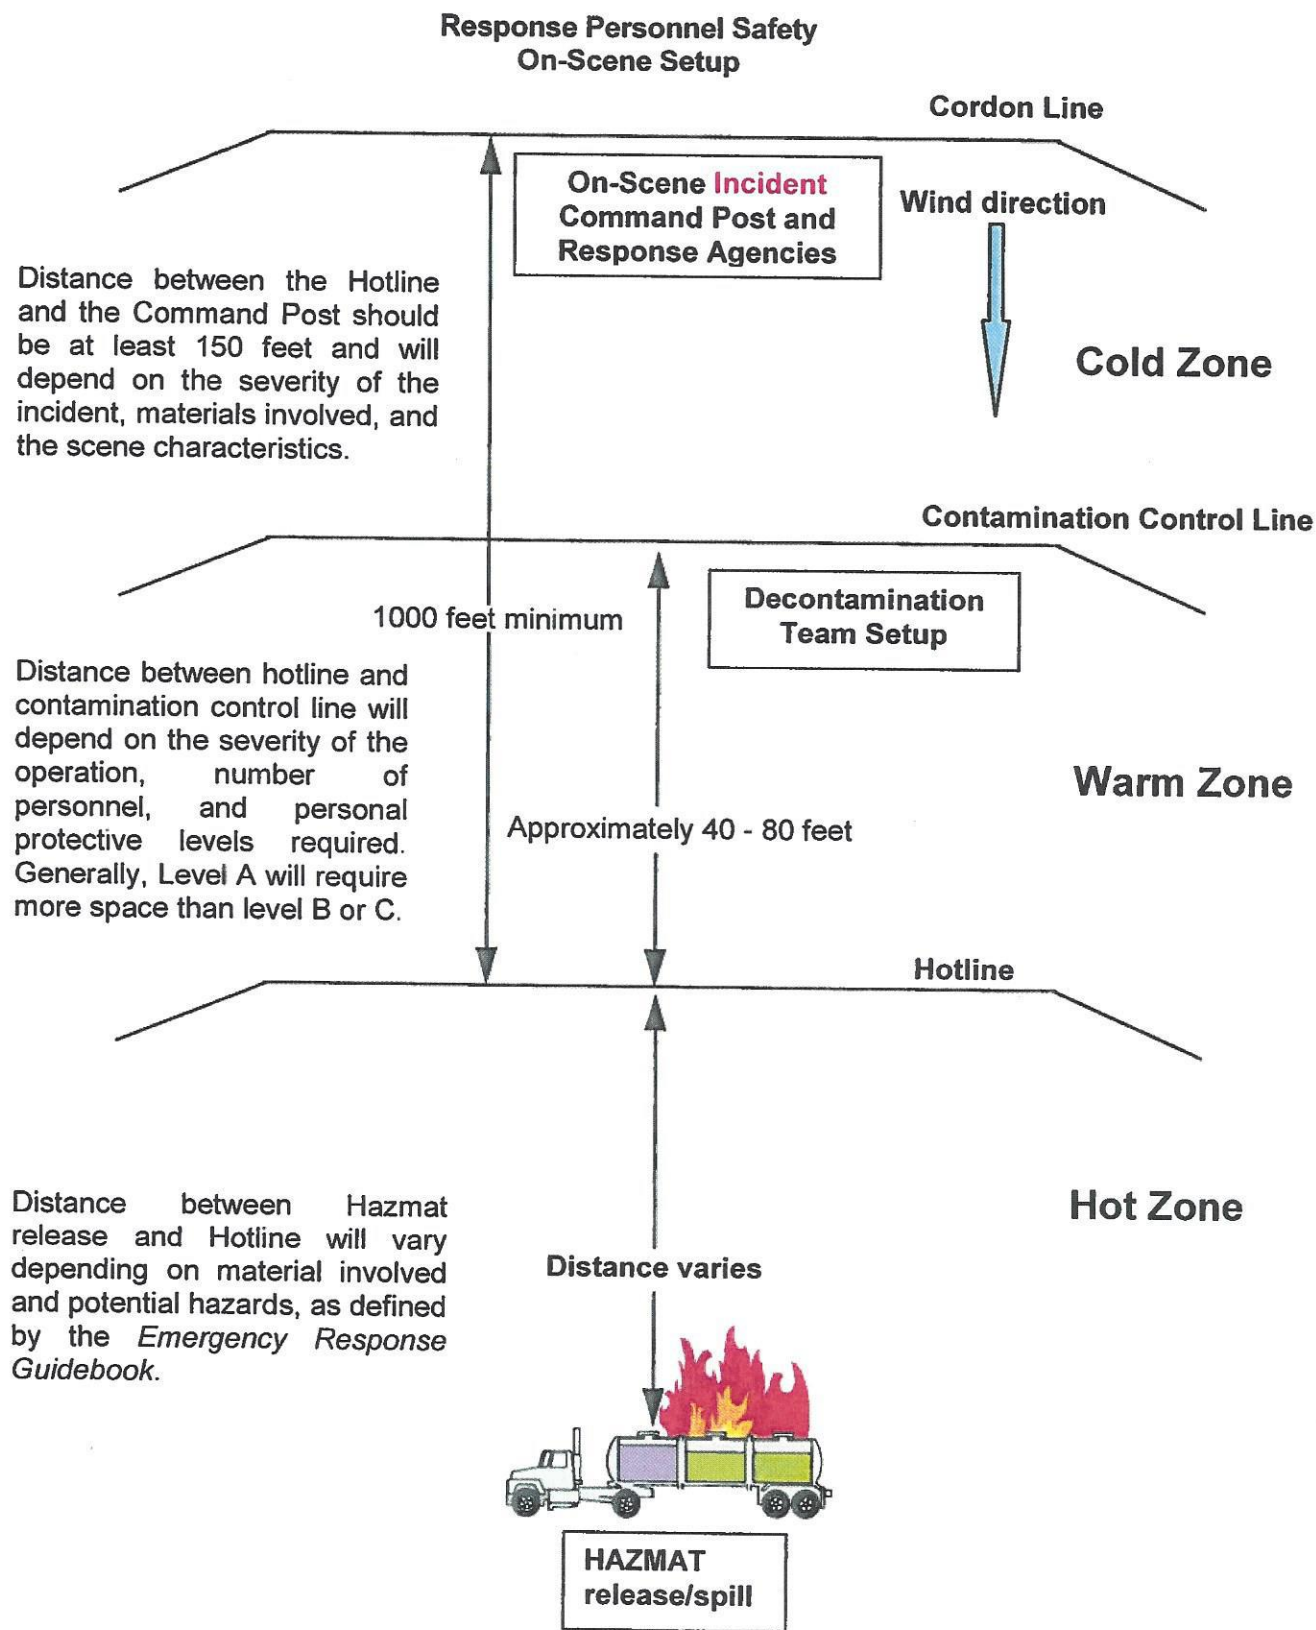 Response Personnel Safety
On-Scene Setup
Cordon Line
On-Scene Incident
Command Post and
Response Agencies
Wind direction
Distance between the Hotline
and the Command Post should
be at least 150 feet and will
depend on the severity of the
incident, materials involved, and
the scene characteristics.
Cold Zone
Contamination Control Line
Decontamination
Team Setup
1000 feet minimum
Distance between hotline and
contamination control line will
depend on the severity of the
operation, number of
personnel, and personal
protective levels required.
Generally, Level A will require
more space than level B or C.
Warm Zone
Approximately 40 - 80 feet
Hotline
Distance between Hazmat
release and Hotline will vary
depending on material involved
and potential hazards, as defined
by the Emergency Response
Guidebook.
Hot Zone
Distance varies
HAZMAT
release/spill